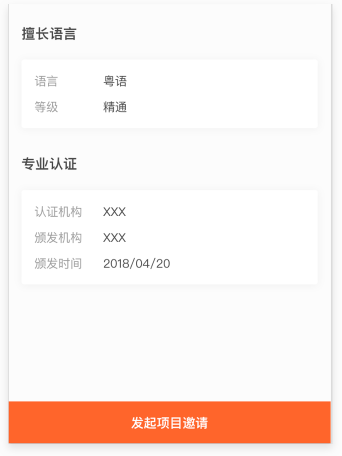 擅长语言
语言 粤语
等级 精通
专业认证
认证机构 XXX
颁发机构 XXX
颁发时间 2018/04/20
发起项目邀请